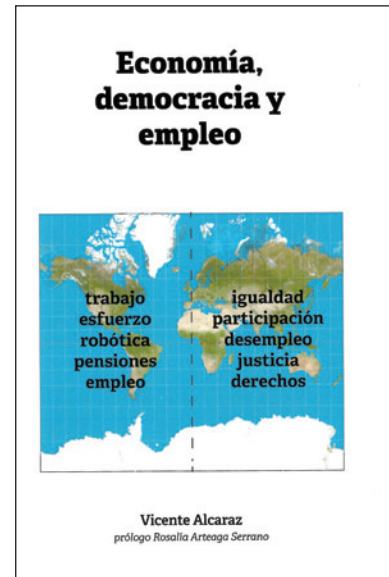 Economía,
democracia y
empleo
trabajo
esfuerzo
robótica
pensiones
empleo
igualdad
participación
desempleo
justicia
derechos
Vicente Alcaraz
prólogo Rosalía Arteaga Serrano